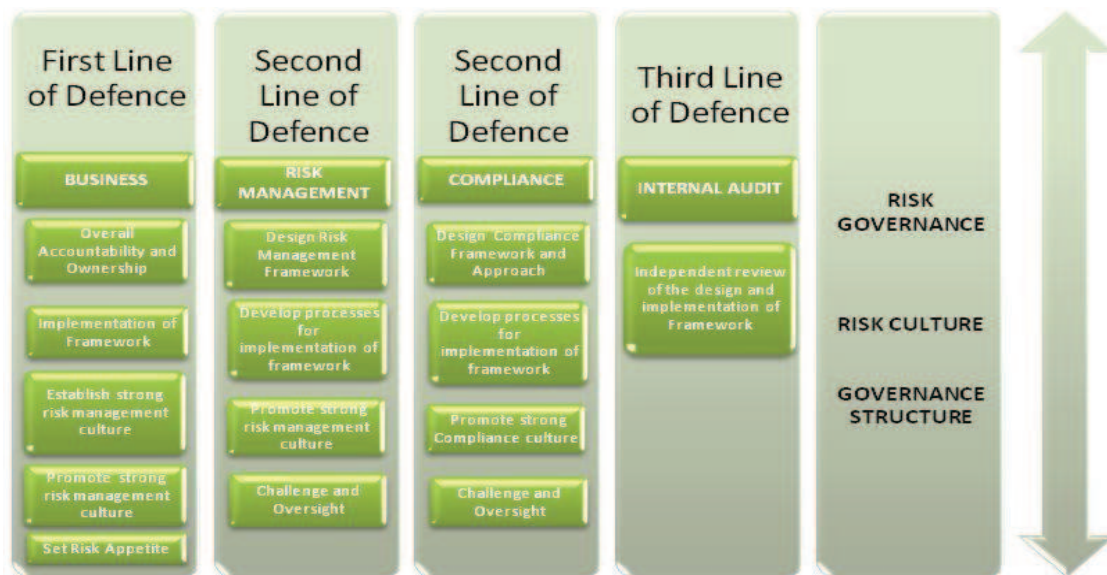 First Line
of Defence
BUSINESS
Overall
Accountability and
Ownership
Implementation of
Framework
Establish strong
risk management
culture
Promote strong
risk management
culture
Set Risk Appetite
Second
Line of
Defence
RISK
MANAGEMENT
Design Risk
Management
Framework
Develop processes
for
implementation of
framework
Promote strong
risk management
culture
Challenge and
Oversight
Second
Line of
Defence
COMPLIANCE
Design Compliance
Framework and
Approach
Develop processes
for
implementation of
framework
Promote strong
Compliance culture
Challenge and
Oversight
Third Line
of Defence
INTERNAL AUDIT
Independent review
of the design and
implementation of
Framework
RISK
GOVERNANCE
RISK CULTURE
GOVERNANCE
STRUCTURE